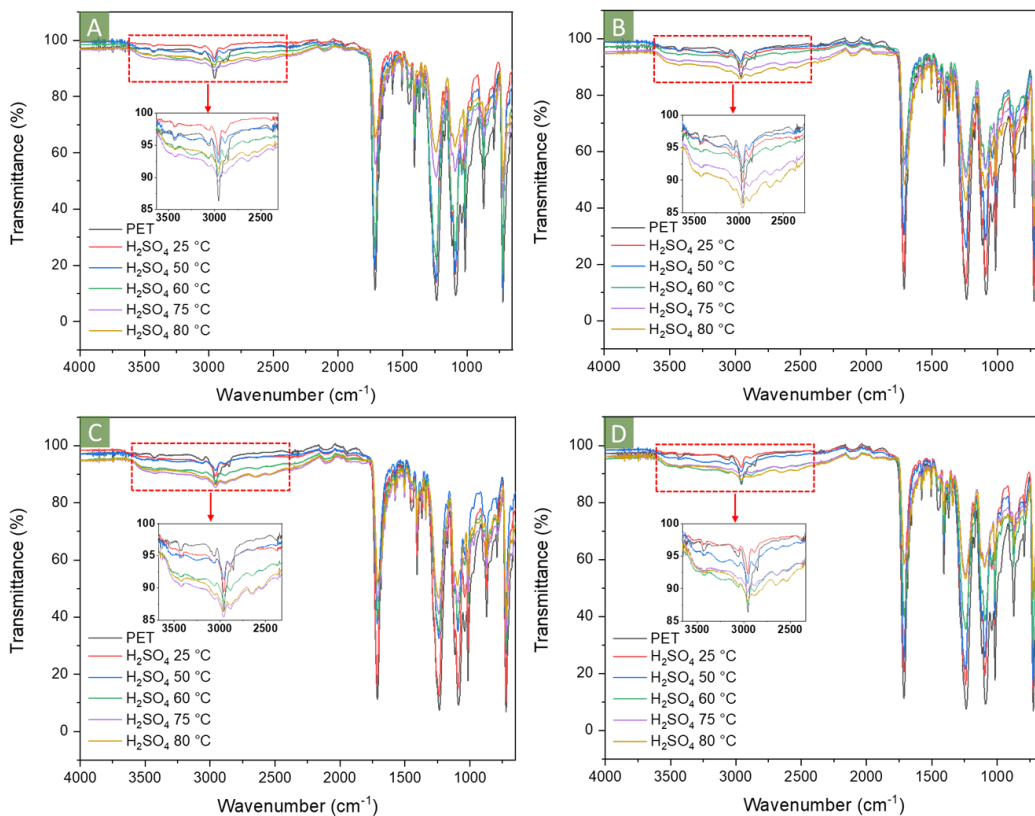 A
100
80
60
40
20
0
Transmittance (%)
100
95
90
85
3500 3000 2500
PET
H₂SO₄ 25 °C
H₂SO₄ 50 °C
H₂SO₄ 60 °C
H₂SO₄ 75 °C
H₂SO₄ 80 °C
4000 3500 3000 2500 2000 1500 1000
Wavenumber (cm⁻¹)
B
100
80
60
40
20
0
Transmittance (%)
100
95
90
85
3500 3000 2500
PET
H₂SO₄ 25 °C
H₂SO₄ 50 °C
H₂SO₄ 60 °C
H₂SO₄ 75 °C
H₂SO₄ 80 °C
4000 3500 3000 2500 2000 1500 1000
Wavenumber (cm⁻¹)
C
100
80
60
40
20
0
Transmittance (%)
100
95
90
85
3500 3000 2500
PET
H₂SO₄ 25 °C
H₂SO₄ 50 °C
H₂SO₄ 60 °C
H₂SO₄ 75 °C
H₂SO₄ 80 °C
4000 3500 3000 2500 2000 1500 1000
Wavenumber (cm⁻¹)
D
100
80
60
40
20
0
Transmittance (%)
100
95
90
85
3500 3000 2500
PET
H₂SO₄ 25 °C
H₂SO₄ 50 °C
H₂SO₄ 60 °C
H₂SO₄ 75 °C
H₂SO₄ 80 °C
4000 3500 3000 2500 2000 1500 1000
Wavenumber (cm⁻¹)